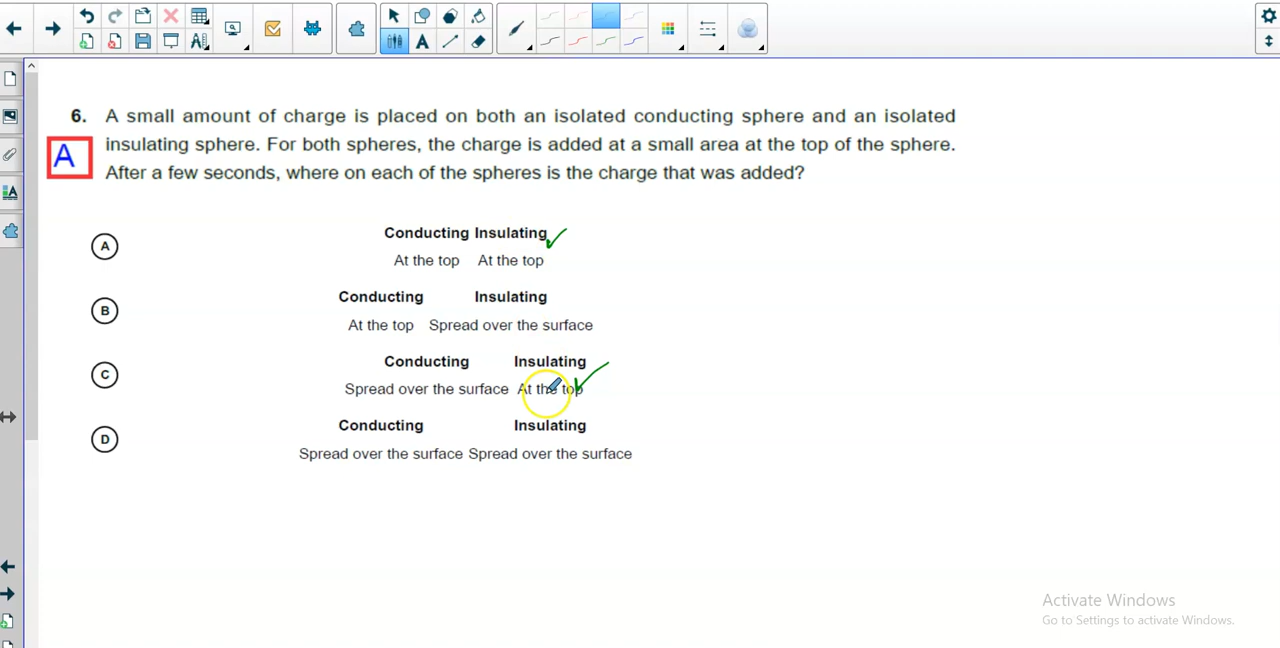 6. A small amount of charge is placed on both an isolated conducting sphere and an isolated
A insulating sphere. For both spheres, the charge is added at a small area at the top of the sphere.
After a few seconds, where on each of the spheres is the charge that was added?
Conducting Insulating
A
At the top At the top
Conducting Insulating
B
At the top Spread over the surface
Conducting Insulating
C
Spread over the surface At the top
Conducting Insulating
D
Spread over the surface Spread over the surface
Activate Windows
Go to Settings to activate Windows.